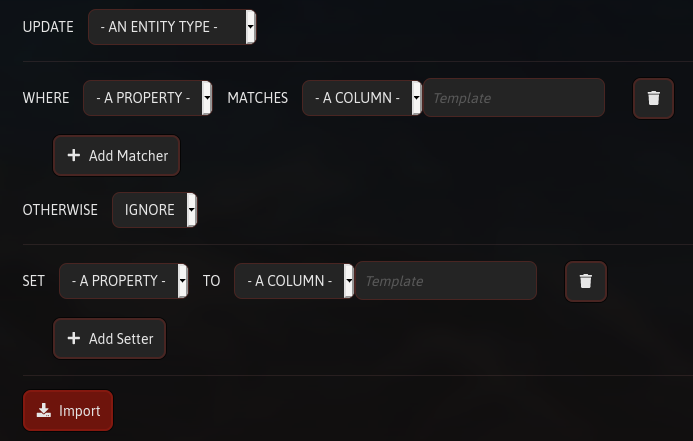 UPDATE - AN ENTITY TYPE -
WHERE - A PROPERTY - MATCHES - A COLUMN - Template
Add Matcher
OTHERWISE IGNORE
SET - A PROPERTY - TO - A COLUMN - Template
Add Setter
Import